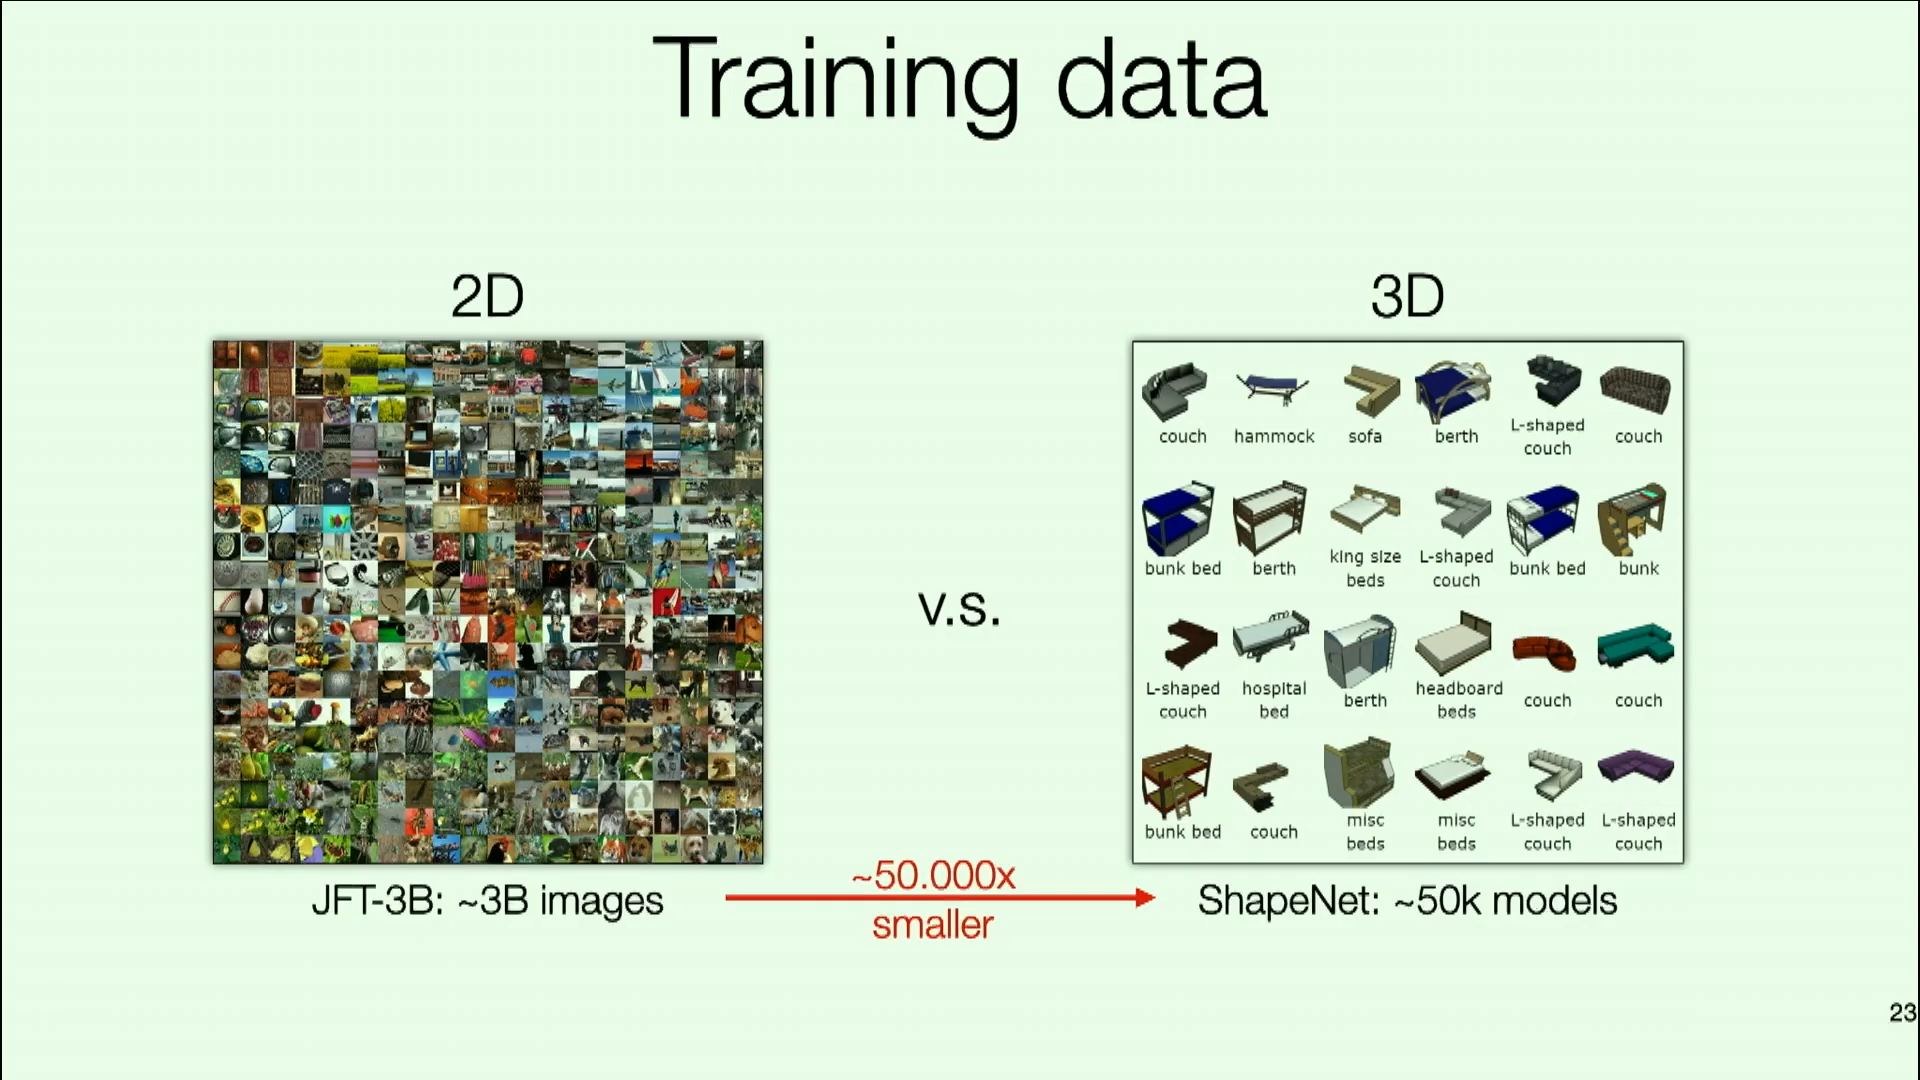 Training data
2D
3D
couch
hammock
sofa
berth
L-shaped
couch
couch
bunk bed
berth
king size
beds
L-shaped
couch
bunk bed
bunk
L-shaped
couch
hospital
bed
berth
headboard
beds
couch
couch
bunk bed
couch
misc
beds
misc
beds
L-shaped
couch
L-shaped
couch
v.s.
JFT-3B: ~3B images
~50.000x
smaller
ShapeNet: ~50k models
23